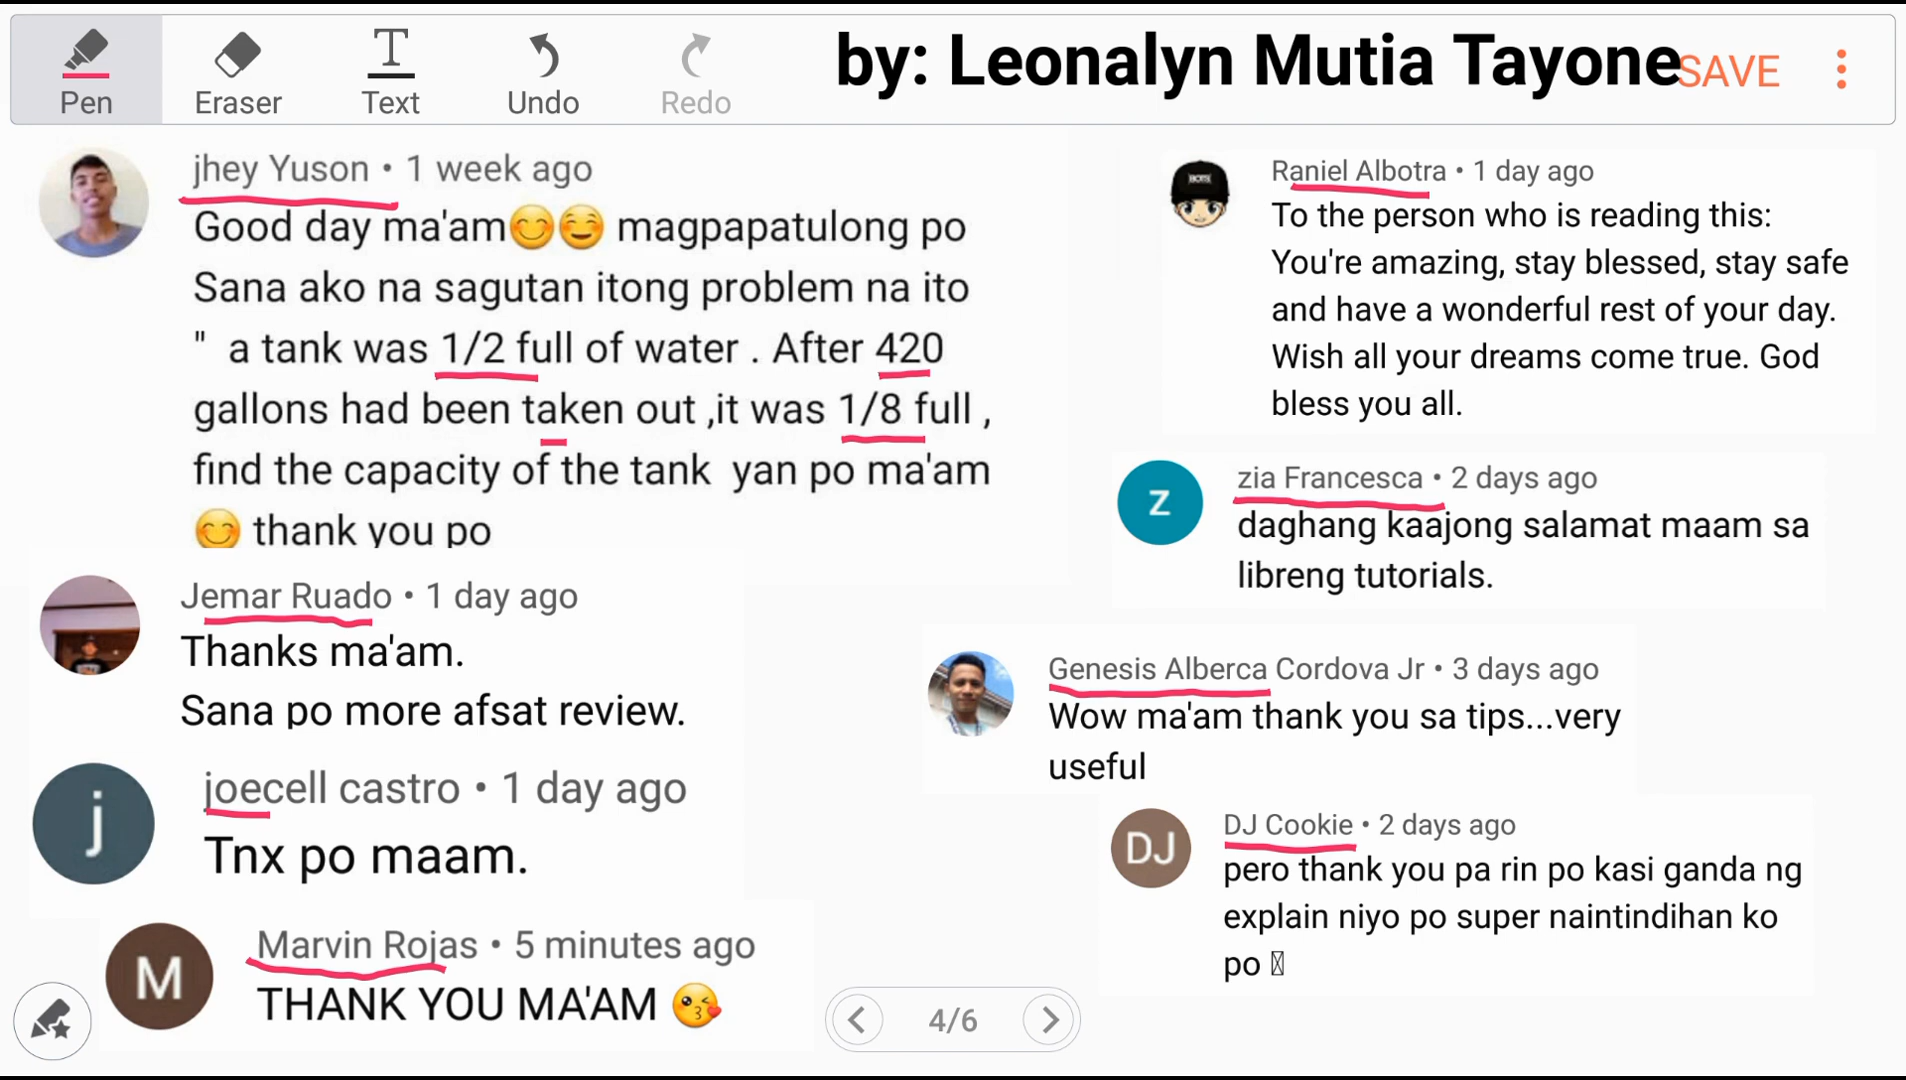 Pen
Eraser
Text
Undo
Redo
by: Leonalyn Mutia Tayone
SAVE
jhey Yuson • 1 week ago
Good day ma'am😊☺️ magpapatulong po
Sana ako na sagutan itong problem na ito
" a tank was 1/2 full of water . After 420
gallons had been taken out ,it was 1/8 full ,
find the capacity of the tank yan po ma'am
😊 thank you po
Jemar Ruado • 1 day ago
Thanks ma'am.
Sana po more afsat review.
j
joecell castro • 1 day ago
Tnx po maam.
M
Marvin Rojas • 5 minutes ago
THANK YOU MA'AM 😘
Raniel Albotra • 1 day ago
To the person who is reading this:
You're amazing, stay blessed, stay safe
and have a wonderful rest of your day.
Wish all your dreams come true. God
bless you all.
z
zia Francesca • 2 days ago
daghang kaajong salamat maam sa
libreng tutorials.
Genesis Alberca Cordova Jr • 3 days ago
Wow ma'am thank you sa tips...very
useful
DJ
DJ Cookie • 2 days ago
pero thank you pa rin po kasi ganda ng
explain niyo po super naintindihan ko
po
4/6